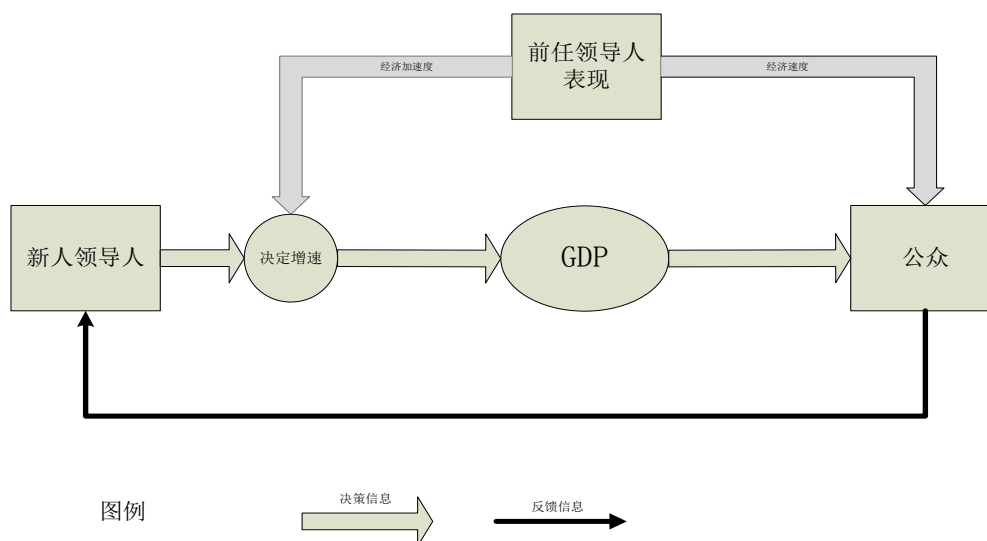 前任领导人
表现
经济加速度
经济速度
新人领导人
决定增速
GDP
公众
图例
决策信息
反馈信息